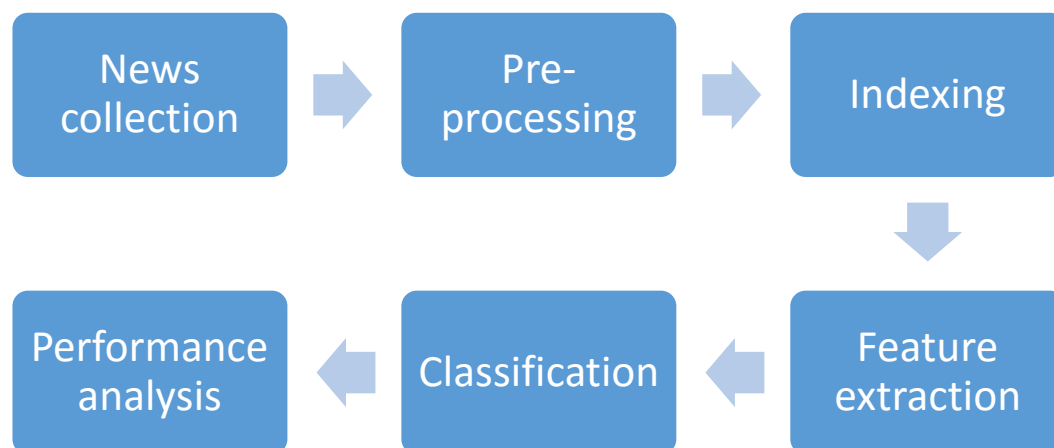 News
collection
Pre-
processing
Indexing
Feature
extraction
Classification
Performance
analysis